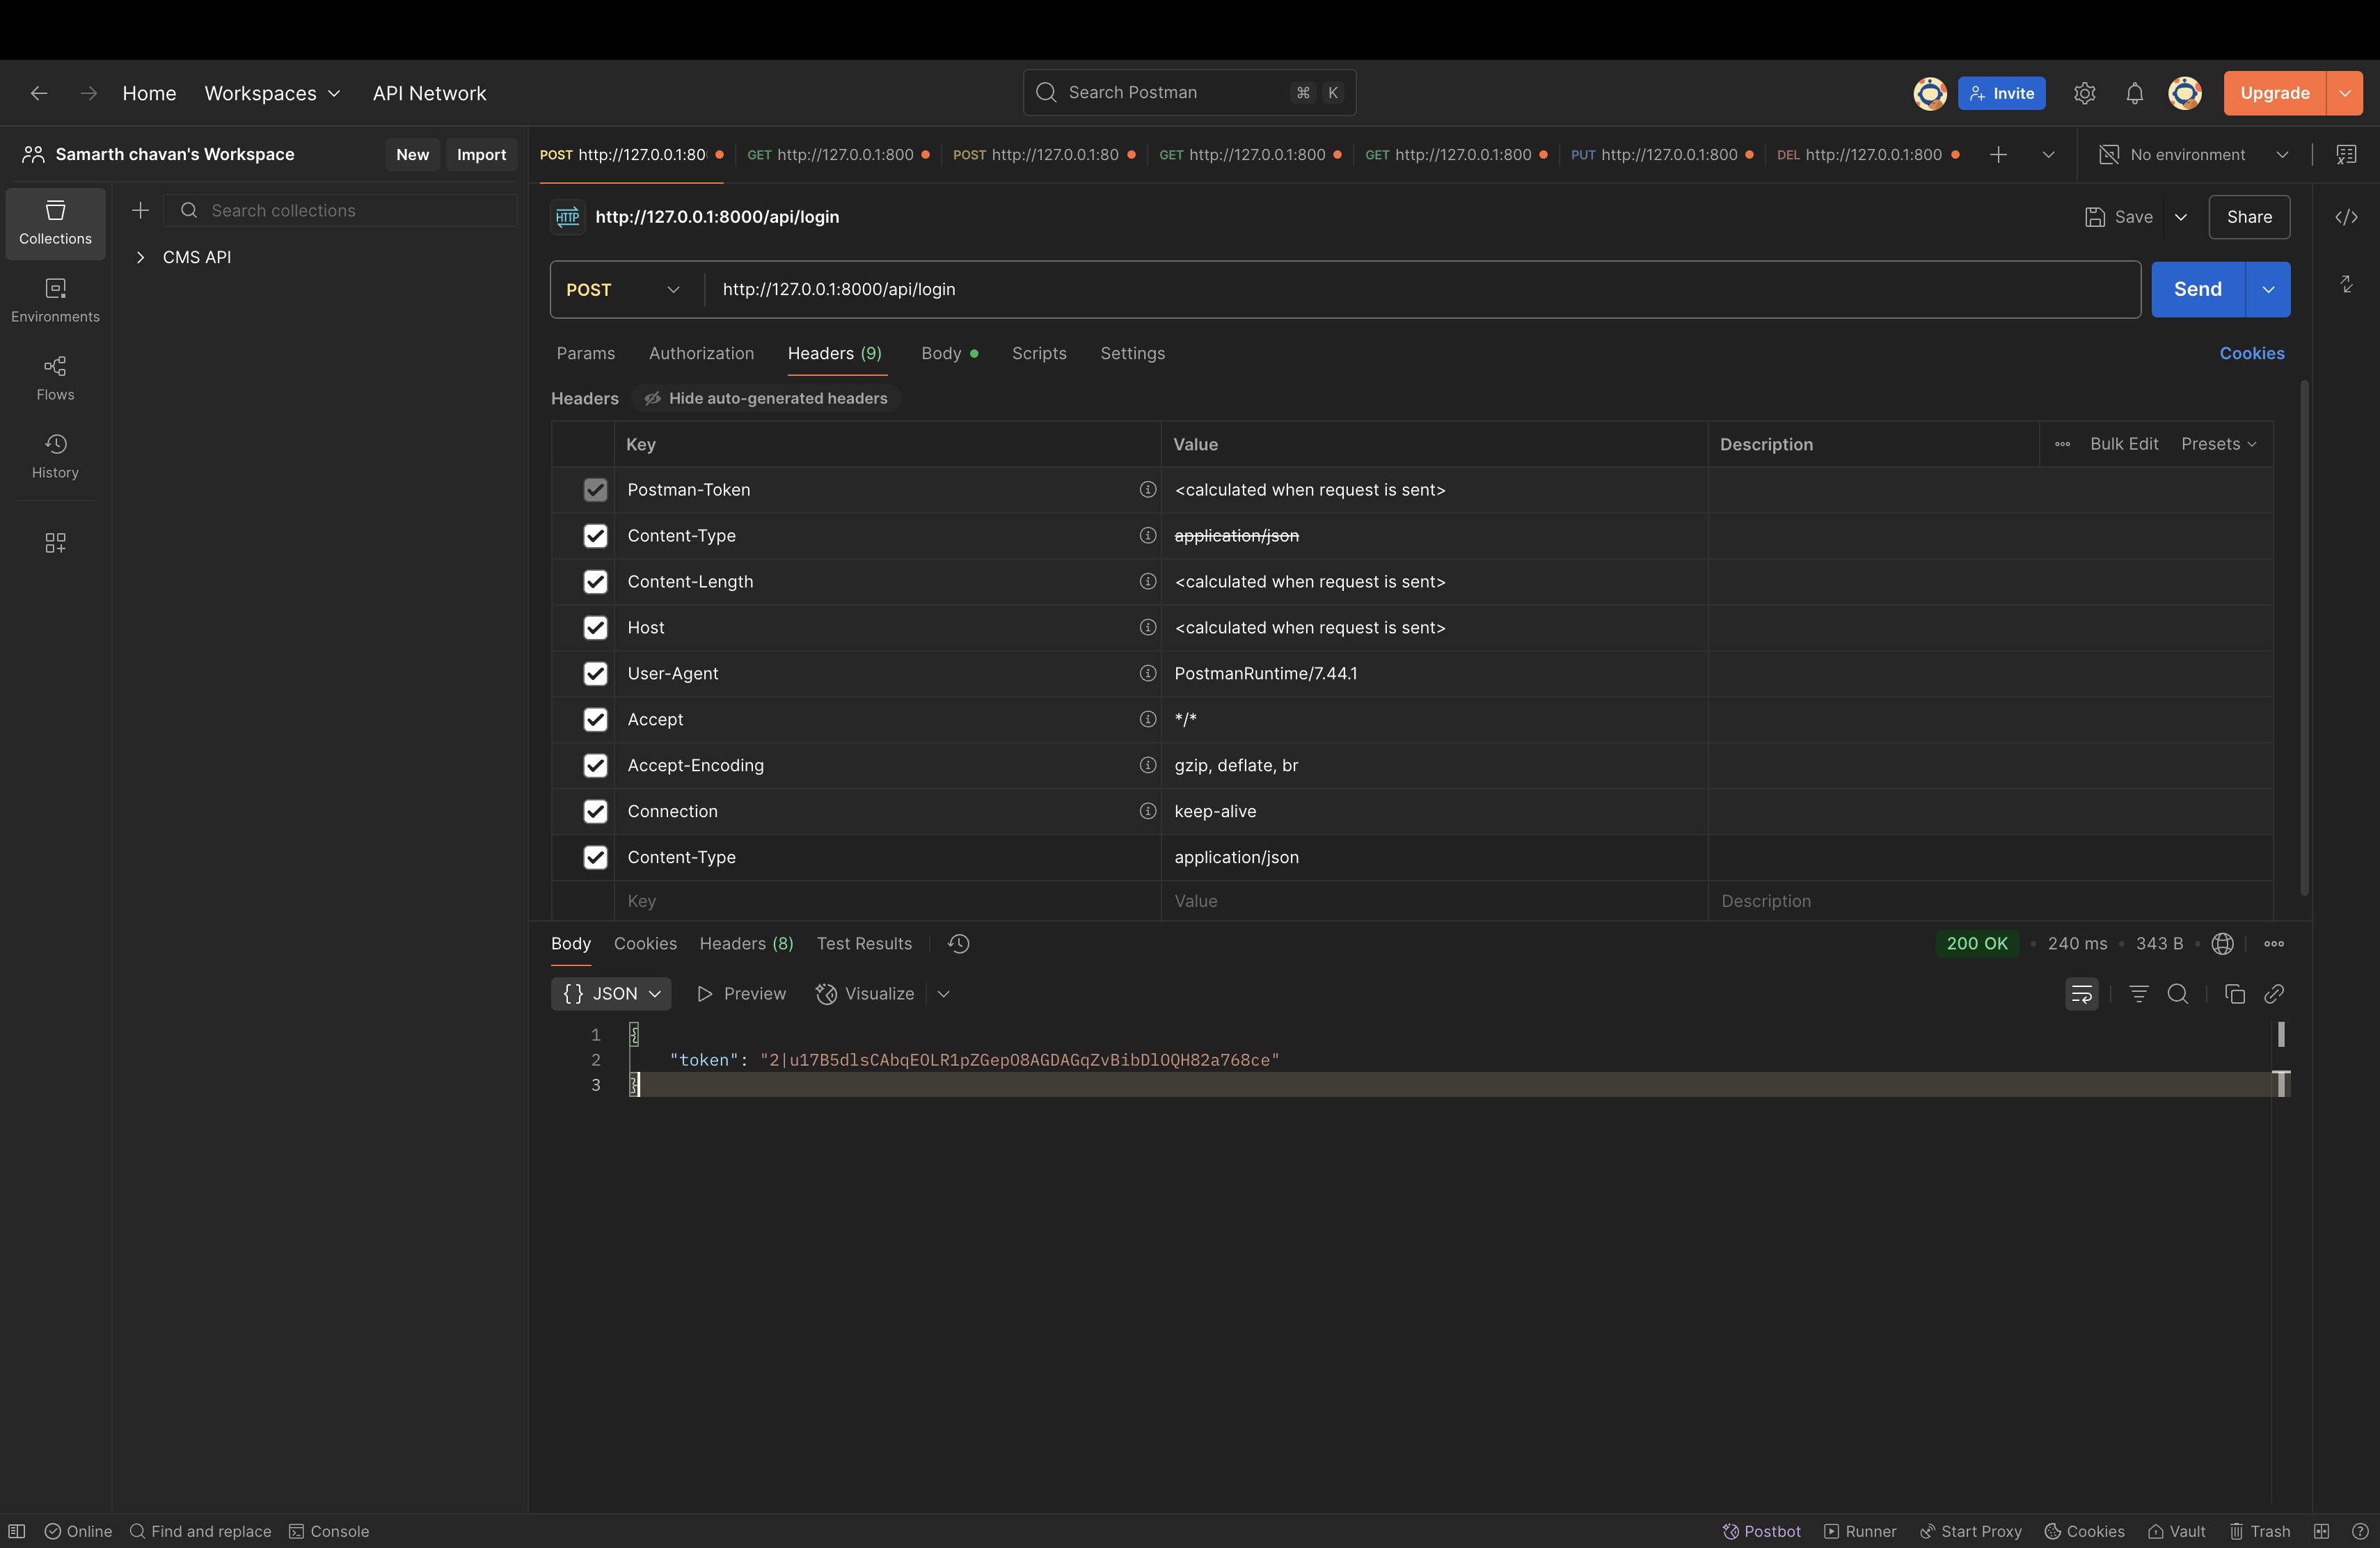 Home Workspaces API Network Search Postman ⌘ K Invite Upgrade
Samarth chavan's Workspace New Import POST http://127.0.0.1:80 GET http://127.0.0.1:800 POST http://127.0.0.1:80 GET http://127.0.0.1:800 GET http://127.0.0.1:800 PUT http://127.0.0.1:800 DEL http://127.0.0.1:800 No environment
Collections
Environments
Flows
History
Search collections
CMS API
HTTP http://127.0.0.1:8000/api/login Save Share
POST http://127.0.0.1:8000/api/login Send
Params Authorization Headers (9) Body Scripts Settings Cookies
Headers Hide auto-generated headers
Key Value Description Bulk Edit Presets
Postman-Token <calculated when request is sent>
Content-Type application/json
Content-Length <calculated when request is sent>
Host <calculated when request is sent>
User-Agent PostmanRuntime/7.44.1
Accept */*
Accept-Encoding gzip, deflate, br
Connection keep-alive
Content-Type application/json
Key Value Description
Body Cookies Headers (8) Test Results 200 OK • 240 ms • 343 B
{} JSON Preview Visualize
1 {
2 "token": "2|u17B5dlsCAbqEOLR1pZGepO8AGDAGqZvBibDlOQH82a768ce"
3 }
Online Find and replace Console Postbot Runner Start Proxy Cookies Vault Trash